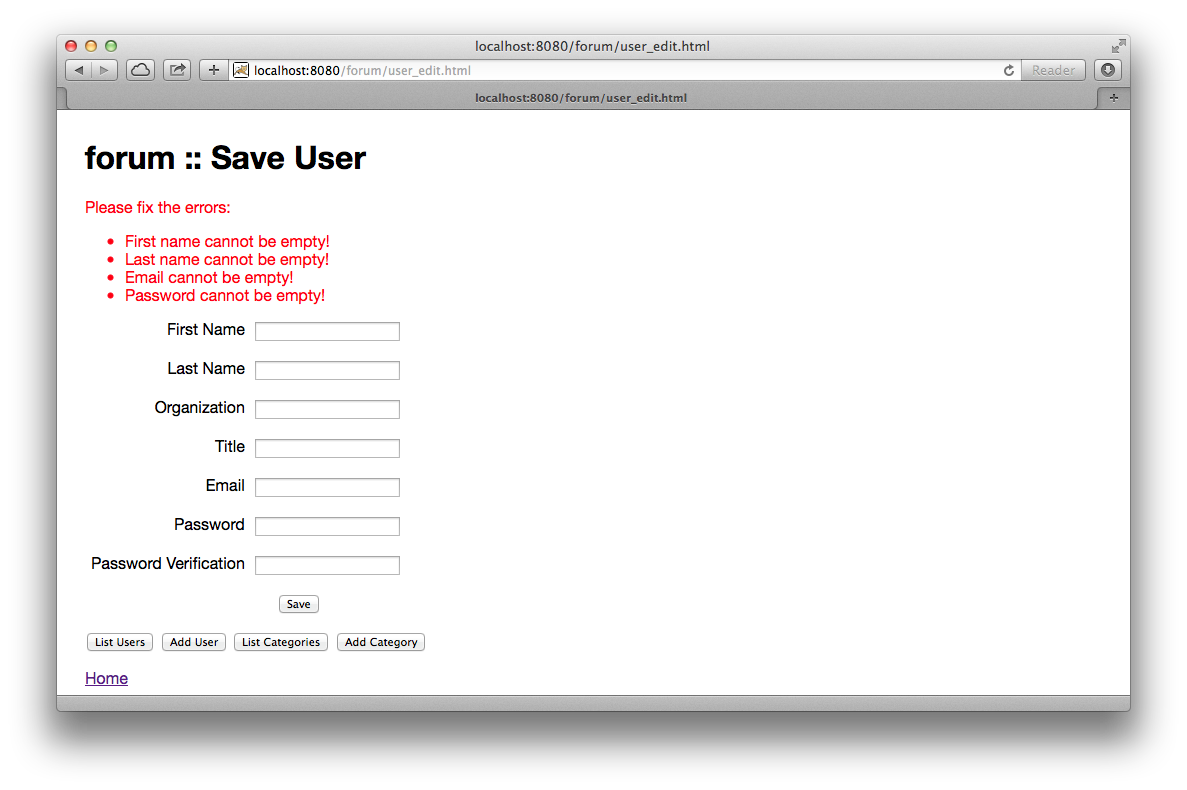 localhost:8080/forum/user_edit.html
localhost:8080/forum/user_edit.html
Reader
localhost:8080/forum/user_edit.html
forum :: Save User
Please fix the errors:
• First name cannot be empty!
• Last name cannot be empty!
• Email cannot be empty!
• Password cannot be empty!
First Name
Last Name
Organization
Title
Email
Password
Password Verification
Save
List Users Add User List Categories Add Category
Home